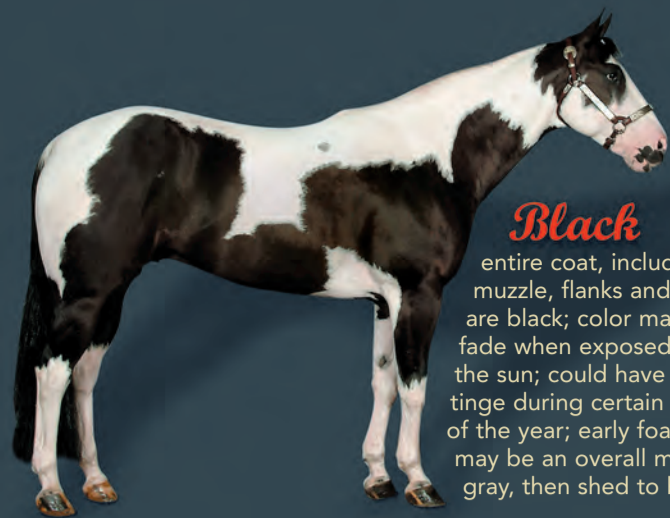 Black
entire coat, includ
muzzle, flanks and
are black; color ma
fade when exposed
the sun; could have
tinge during certain
of the year; early foa
may be an overall m
gray, then shed to